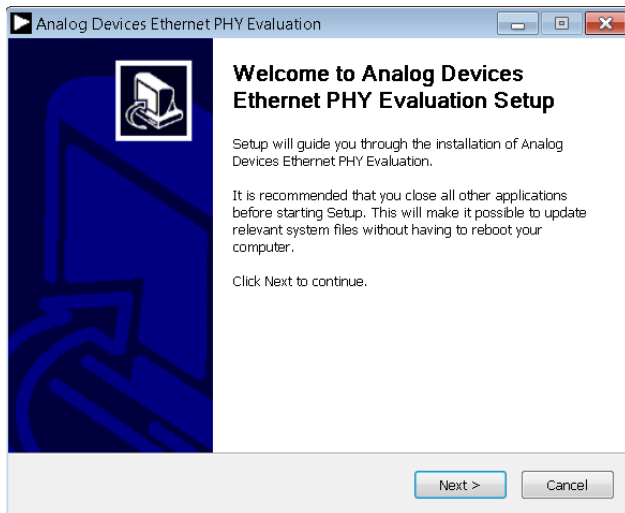 Analog Devices Ethernet PHY Evaluation
Welcome to Analog Devices
Ethernet PHY Evaluation Setup
Setup will guide you through the installation of Analog
Devices Ethernet PHY Evaluation.
It is recommended that you close all other applications
before starting Setup. This will make it possible to update
relevant system files without having to reboot your
computer.
Click Next to continue.
Next >
Cancel